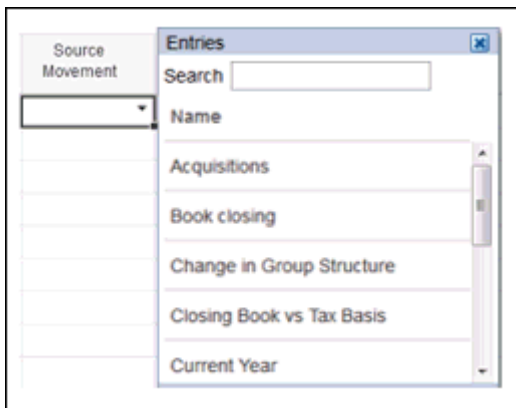 Source
Movement
Entries
Search
Name
Acquisitions
Book closing
Change in Group Structure
Closing Book vs Tax Basis
Current Year